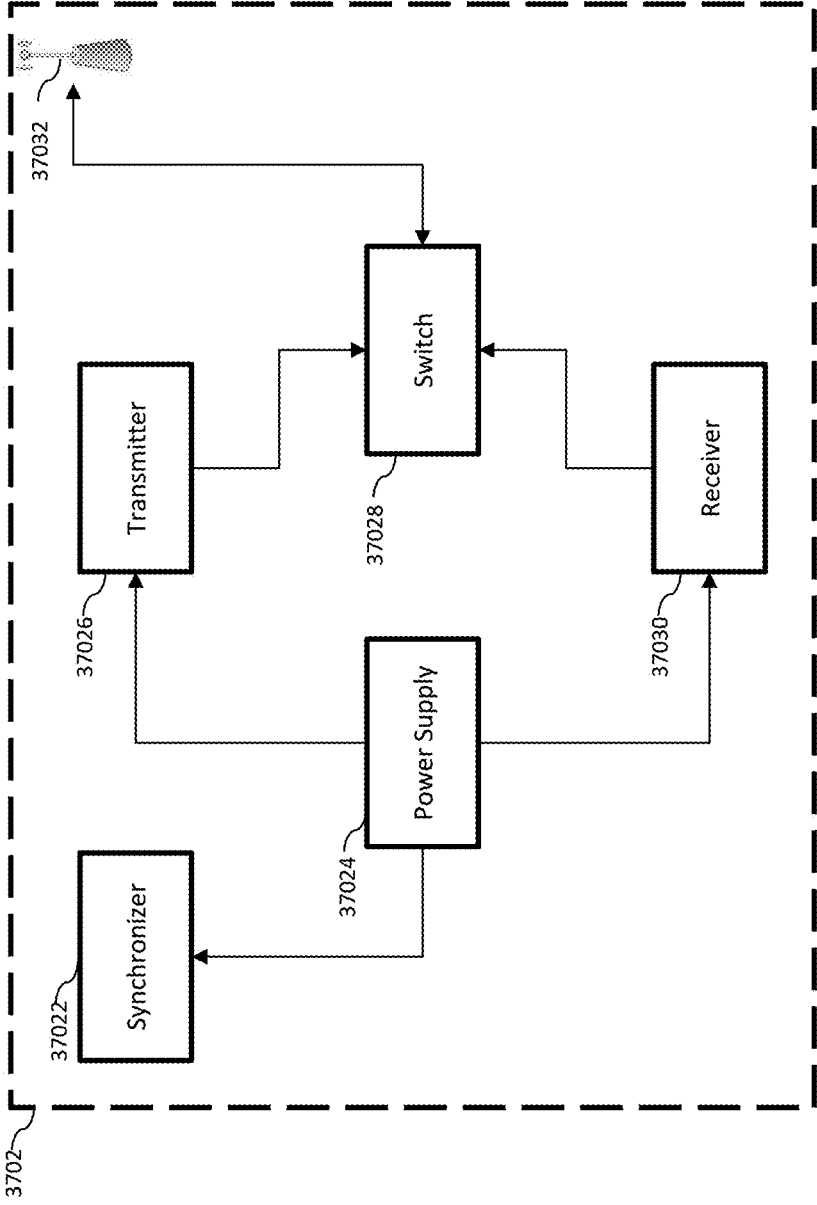 3702
37022
Synchronizer
37024
Power Supply
37026
Transmitter
37028
Switch
37030
Receiver
37032